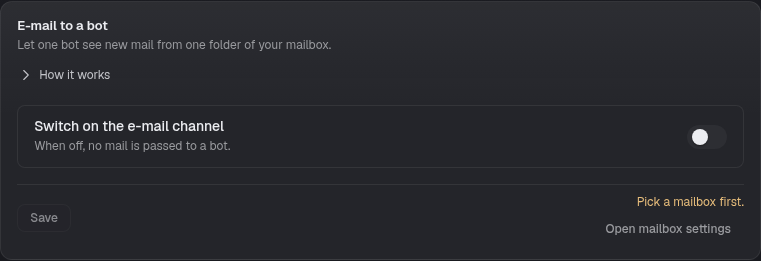 E-mail to a bot
Let one bot see new mail from one folder of your mailbox.
How it works
Switch on the e-mail channel
When off, no mail is passed to a bot.
Pick a mailbox first.
Save
Open mailbox settings